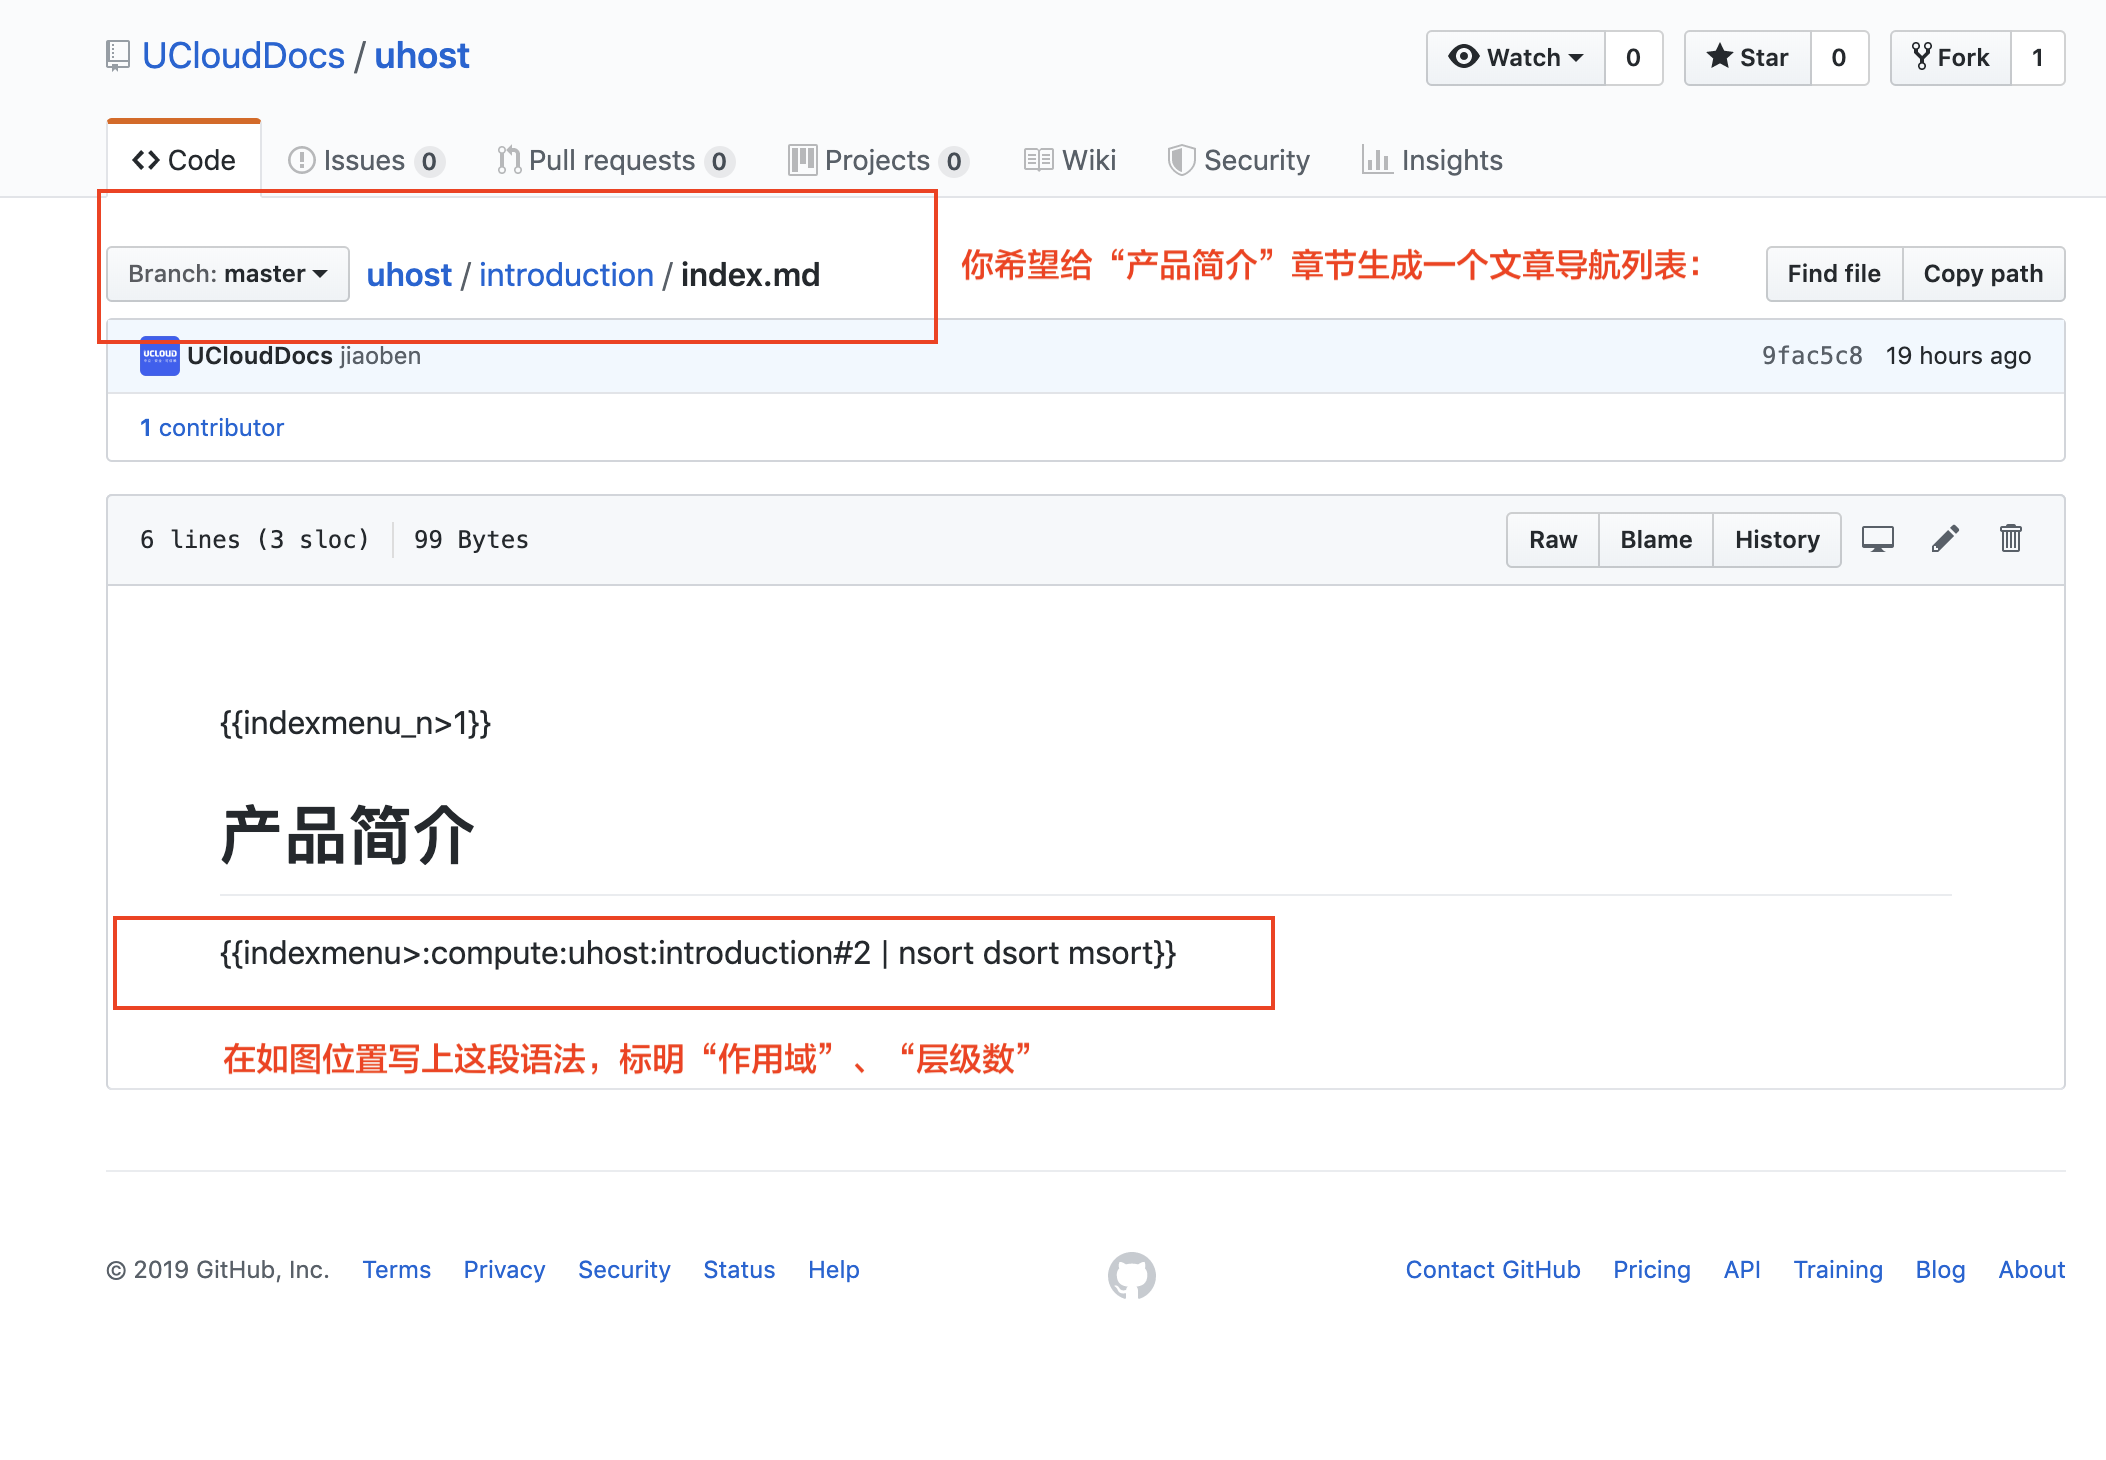 UCloudDocs / uhost
Watch 0 Star 0 Fork 1
Code Issues 0 Pull requests 0 Projects 0 Wiki Security Insights
Branch: master uhost / introduction / index.md
你希望给“产品简介”章节生成一个文章导航列表：
Find file Copy path
UCLOUD UCloudDocs jiaoben 9fac5c8 19 hours ago
1 contributor
6 lines (3 sloc) 99 Bytes Raw Blame History
{{indexmenu_n>1}}
产品简介
{{indexmenu>:compute:uhost:introduction#2 | nsort dsort msort}}
在如图位置写上这段语法，标明“作用域”、“层级数”
© 2019 GitHub, Inc. Terms Privacy Security Status Help Contact GitHub Pricing API Training Blog About